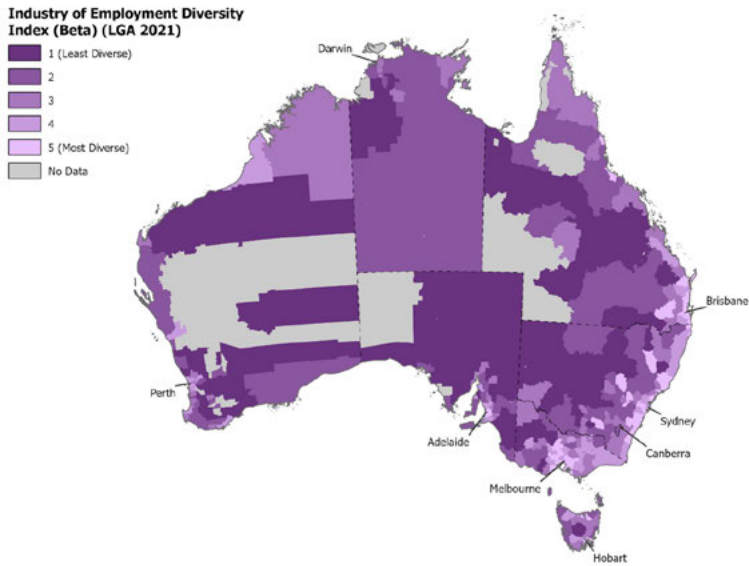 Industry of Employment Diversity
Index (Beta) (LGA 2021)
1 (Least Diverse)
2
3
4
5 (Most Diverse)
No Data
Darwin
Brisbane
Perth
Sydney
Adelaide
Canberra
Melbourne
Hobart